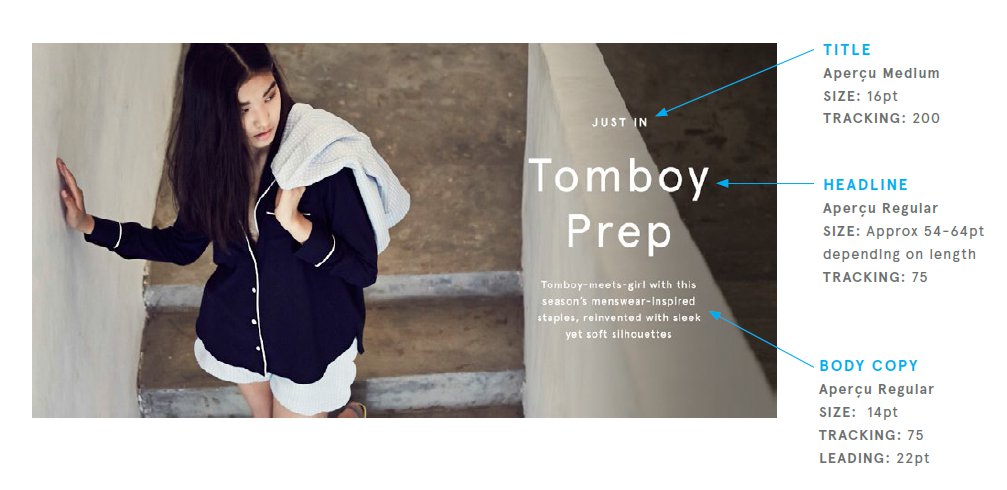 JUST IN
Tomboy
Prep
Tomboy-meets-girl with this
season's menswear-inspired
staples, reinvented with sleek
yet soft silhouettes
TITLE
Aperçu Medium
SIZE: 16pt
TRACKING: 200
HEADLINE
Aperçu Regular
SIZE: Approx 54-64pt
depending on length
TRACKING: 75
BODY COPY
Aperçu Regular
SIZE: 14pt
TRACKING: 75
LEADING: 22pt